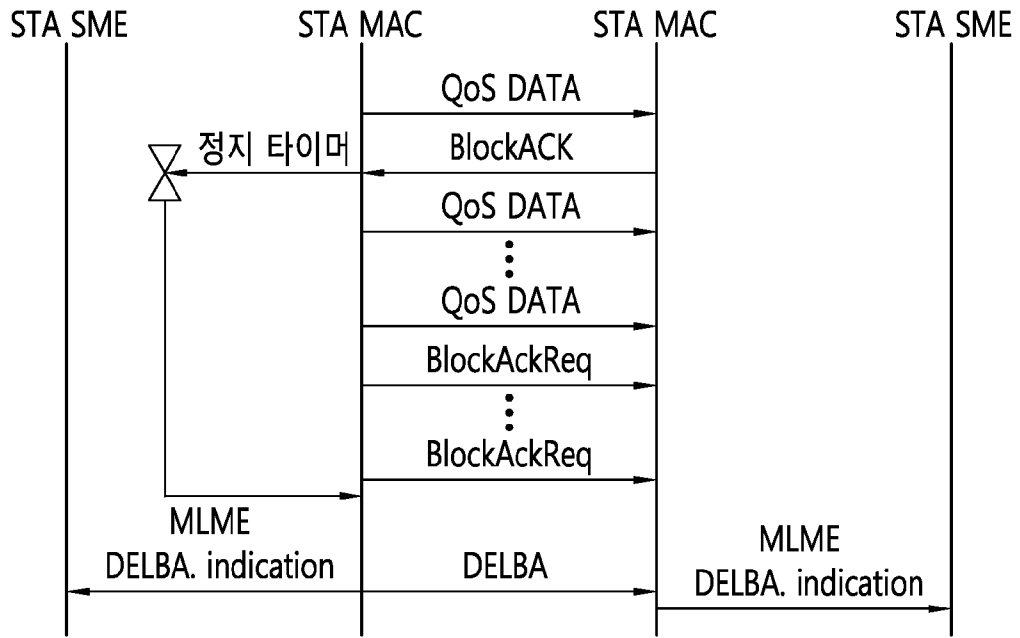 STA SME
STA MAC
STA MAC
STA SME
QoS DATA
정지 타이머
BlockACK
QoS DATA
QoS DATA
BlockAckReq
BlockAckReq
MLME
DELBA. indication
DELBA
MLME
DELBA. indication